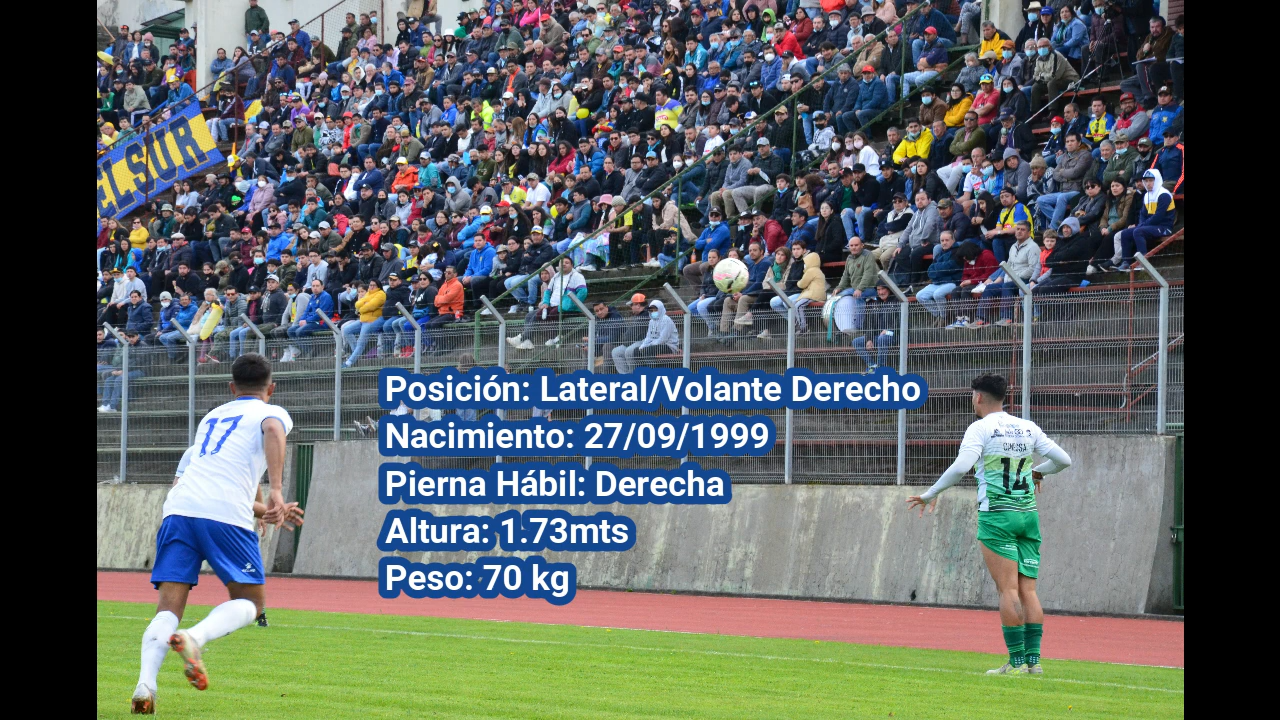 ELSUR
Posición: Lateral/Volante Derecho
Nacimiento: 27/09/1999
Pierna Hábil: Derecha
Altura: 1.73mts
Peso: 70 kg
17
14